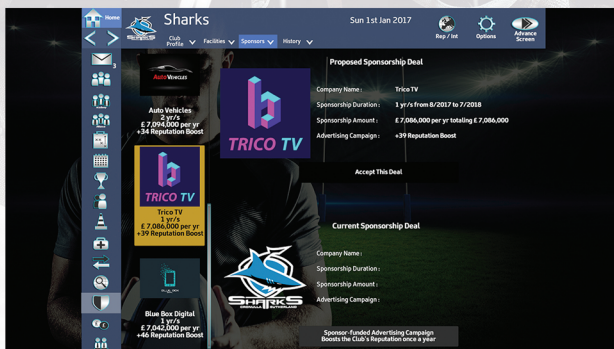 Home
Sharks
Sun 1st Jan 2017
Rep / Int
Options
Advance
Screen
Club
Profile
Facilities
Sponsors
History
3
AUTOVEHICLES
Auto Vehicles
2 yr/s
£ 7,094,000 per yr
+34 Reputation Boost
TRICO TV
Trico TV
1 yr/s
£ 7,086,000 per yr
+39 Reputation Boost
BLUE BOX
Blue Box Digital
1 yr/s
£ 7,042,000 per yr
+46 Reputation Boost
TRICO TV
Proposed Sponsorship Deal
Company Name : Trico TV
Sponsorship Duration : 1 yr/s from 8/2017 to 7/2018
Sponsorship Amount : £ 7,086,000 per yr totaling £ 7,086,000
Advertising Campaign : +39 Reputation Boost
Accept This Deal
Current Sponsorship Deal
SHARKS
CRONULLA SUTHERLAND
Company Name :
Sponsorship Duration :
Sponsorship Amount :
Advertising Campaign :
Sponsor-funded Advertising Campaign
Boosts the Club's Reputation once a year